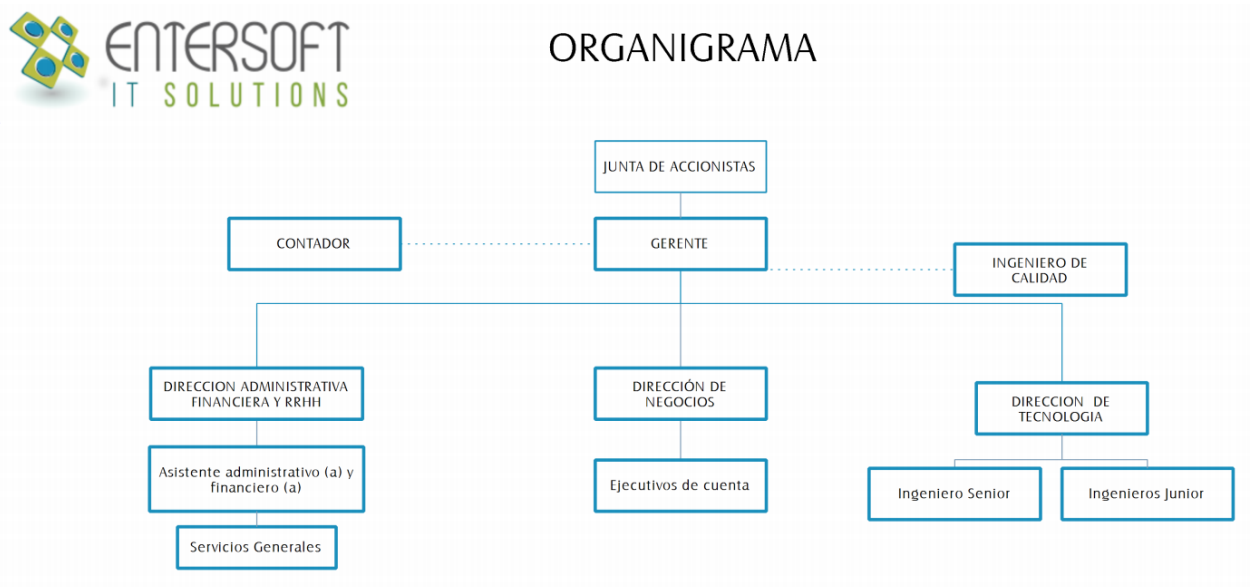 ENTERSOFT
IT SOLUTIONS
ORGANIGRAMA
JUNTA DE ACCIONISTAS
CONTADOR
GERENTE
INGENIERO DE
CALIDAD
DIRECCION ADMINISTRATIVA
FINANCIERA Y RRHH
DIRECCIÓN DE
NEGOCIOS
DIRECCION DE
TECNOLOGIA
Asistente administrativo (a) y
financiero (a)
Ejecutivos de cuenta
Ingeniero Senior
Ingenieros Junior
Servicios Generales